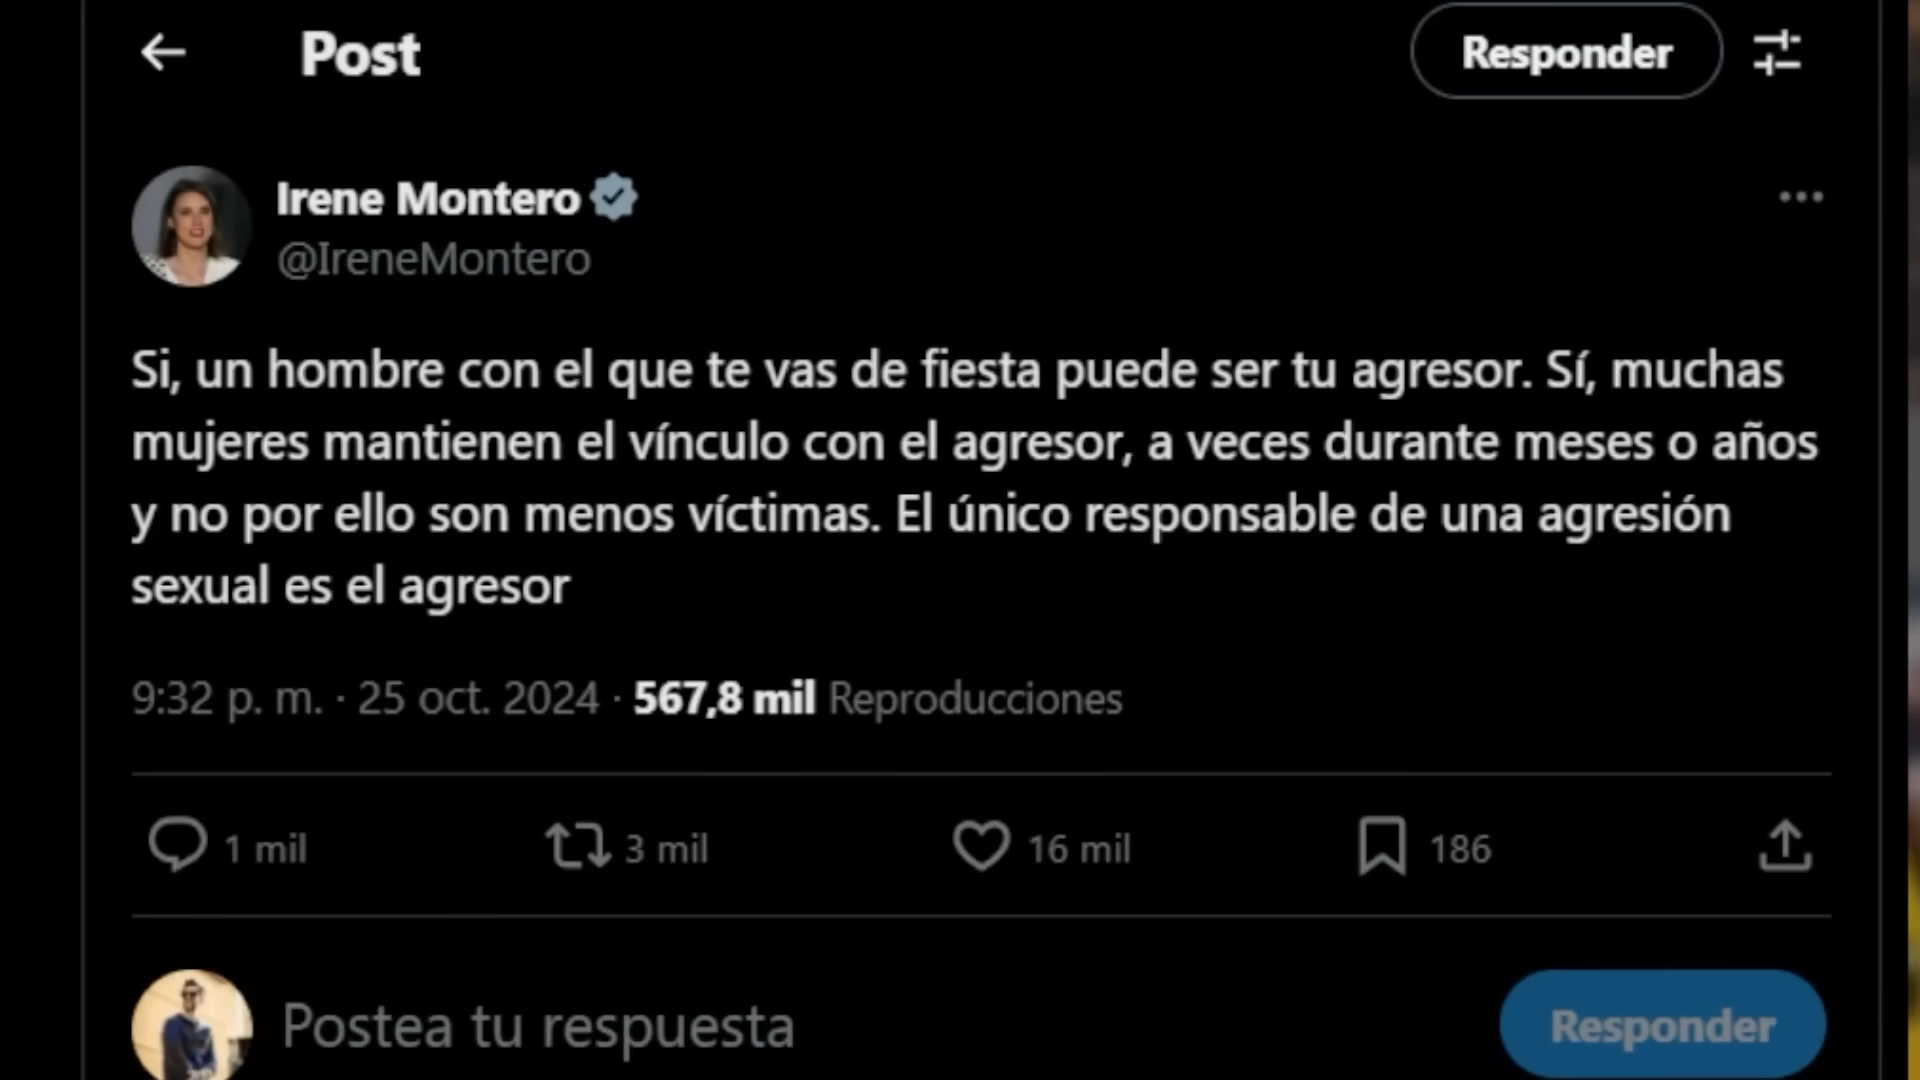 Post
Responder
Irene Montero
@IreneMontero
Si, un hombre con el que te vas de fiesta puede ser tu agresor. Sí, muchas
mujeres mantienen el vínculo con el agresor, a veces durante meses o años
y no por ello son menos víctimas. El único responsable de una agresión
sexual es el agresor
9:32 p. m. · 25 oct. 2024 · 567,8 mil Reproducciones
1 mil
3 mil
16 mil
186
Postea tu respuesta
Responder